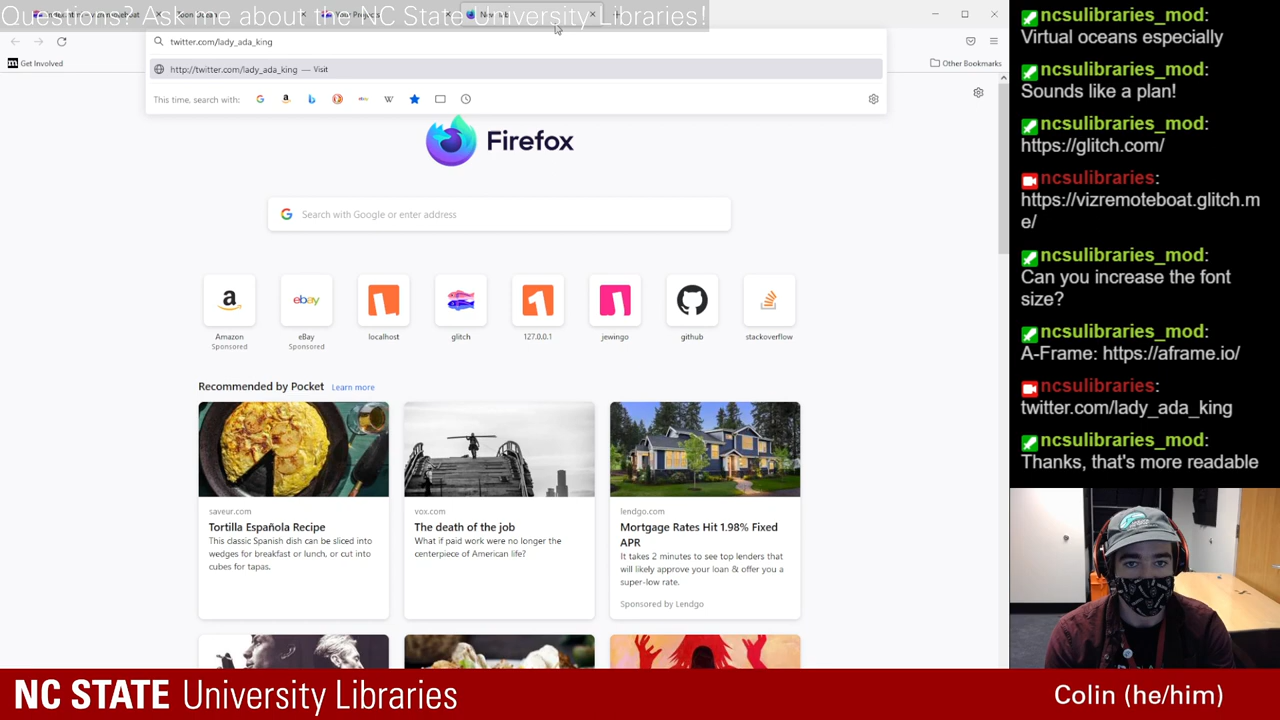 Questions? Ask me about the NC State University Libraries!
twitter.com/lady_ada_king
http://twitter.com/lady_ada_king — Visit
This time, search with:
Get Involved
Other Bookmarks
Firefox
Search with Google or enter address
Amazon
Sponsored
eBay
Sponsored
localhost
glitch
127.0.0.1
jewingo
github
stackoverflow
Recommended by Pocket Learn more
saveur.com
Tortilla Española Recipe
This classic Spanish dish can be sliced into
wedges for breakfast or lunch, or cut into
cubes for tapas.
vox.com
The death of the job
What if paid work were no longer the
centerpiece of American life?
lendgo.com
Mortgage Rates Hit 1.98% Fixed
APR
It takes 2 minutes to see top lenders that
will likely approve your loan & offer you a
super-low rate.
Sponsored by Lendgo
ncsulibraries_mod:
Virtual oceans especially
ncsulibraries_mod:
Sounds like a plan!
ncsulibraries_mod:
https://glitch.com/
ncsulibraries:
https://vizremoteboat.glitch.m
e/
ncsulibraries_mod:
Can you increase the font
size?
ncsulibraries_mod:
A-Frame: https://aframe.io/
ncsulibraries:
twitter.com/lady_ada_king
ncsulibraries_mod:
Thanks, that's more readable
NC STATE University Libraries
Colin (he/him)